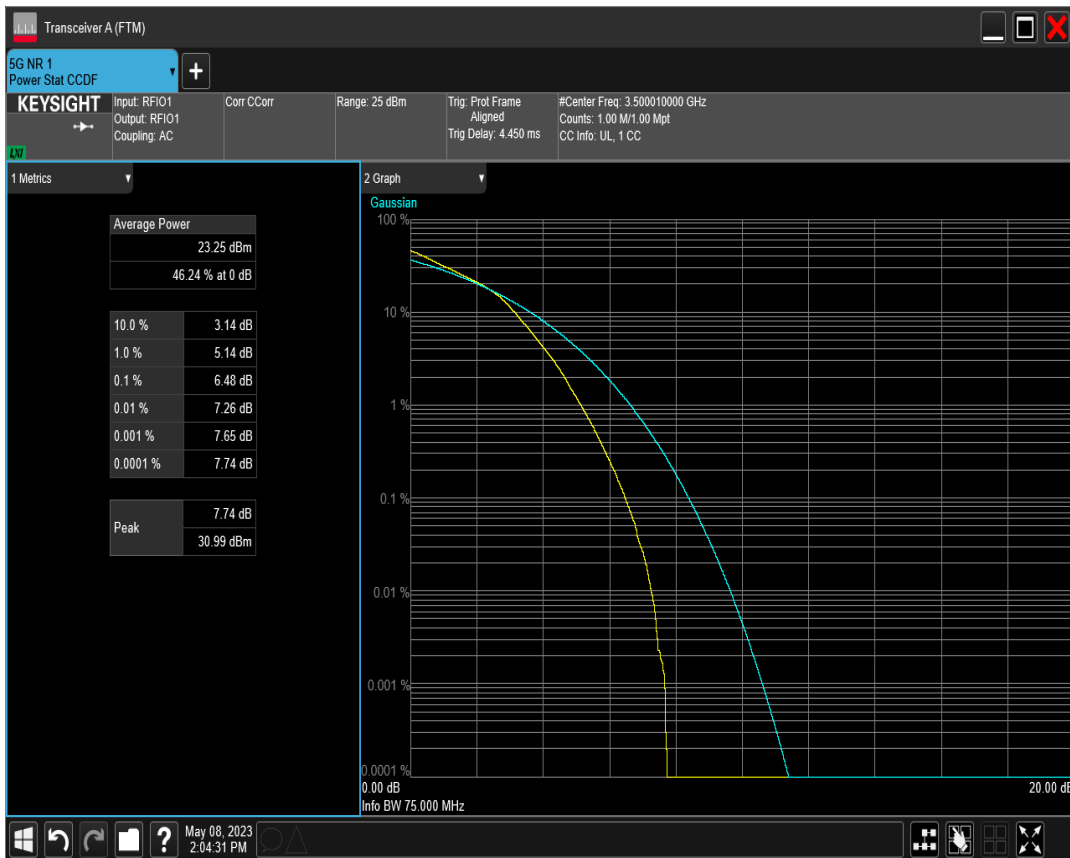 Transceiver A (FTM)
5G NR 1
Power Stat CCDF
KEYSIGHT
LXI
Input: RFIO1
Output: RFIO1
Coupling: AC
Corr CCorr
Range: 25 dBm
Trig: Prot Frame
Aligned
Trig Delay: 4.450 ms
#Center Freq: 3.500010000 GHz
Counts: 1.00 M/1.00 Mpt
CC Info: UL, 1 CC
1 Metrics
Average Power
23.25 dBm
46.24 % at 0 dB
10.0 % 3.14 dB
1.0 % 5.14 dB
0.1 % 6.48 dB
0.01 % 7.26 dB
0.001 % 7.65 dB
0.0001 % 7.74 dB
Peak 7.74 dB
30.99 dBm
2 Graph
Gaussian
100 %
10 %
1 %
0.1 %
0.01 %
0.001 %
0.0001 %
0.00 dB 20.00 dB
Info BW 75.000 MHz
? May 08, 2023
2:04:31 PM